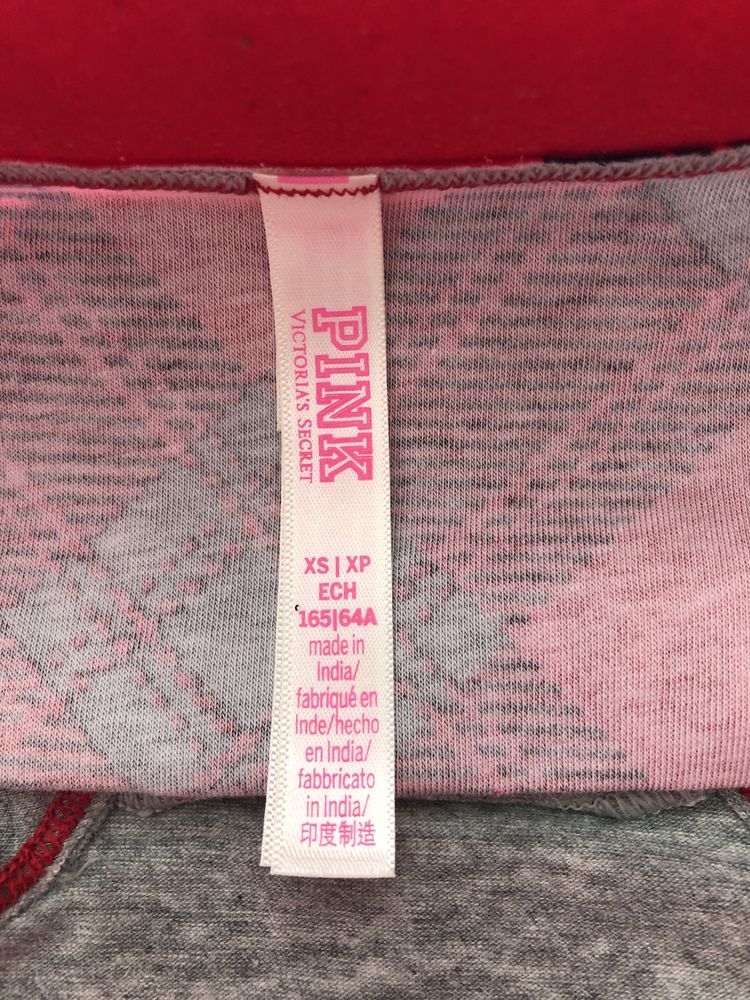 PINK
VICTORIA'S SECRET
XS | XP
ECH
165|64A
made in
India/
fabriqué en
Inde/hecho
en India/
fabbricato
in India/
印度制造